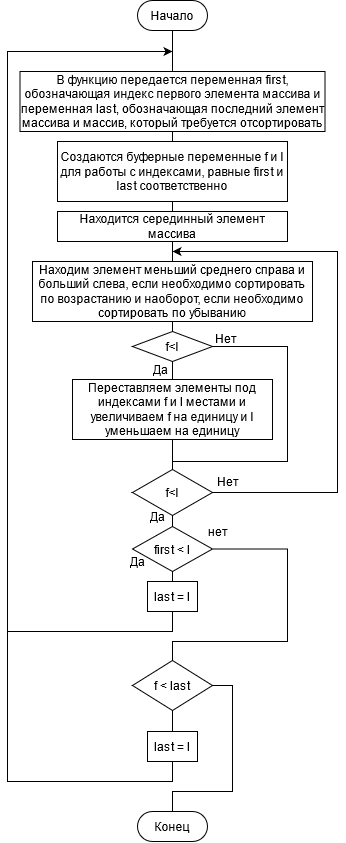 Начало
В функцию передается переменная first,
обозначающая индекс первого элемента массива и
переменная last, обозначающая последний элемент
массива и массив, который требуется отсортировать
Создаются буферные переменные f и l
для работы с индексами, равные first и
last соответственно
Находится серединный элемент
массива
Находим элемент меньший среднего справа и
больший слева, если необходимо сортировать
по возрастанию и наоборот, если необходимо
сортировать по убыванию
f<l
Нет
Да
Переставляем элементы под
индексами f и l местами и
увеличиваем f на единицу и l
уменьшаем на единицу
f<l
Нет
Да
first < l
нет
Да
last = l
f < last
last = l
Конец